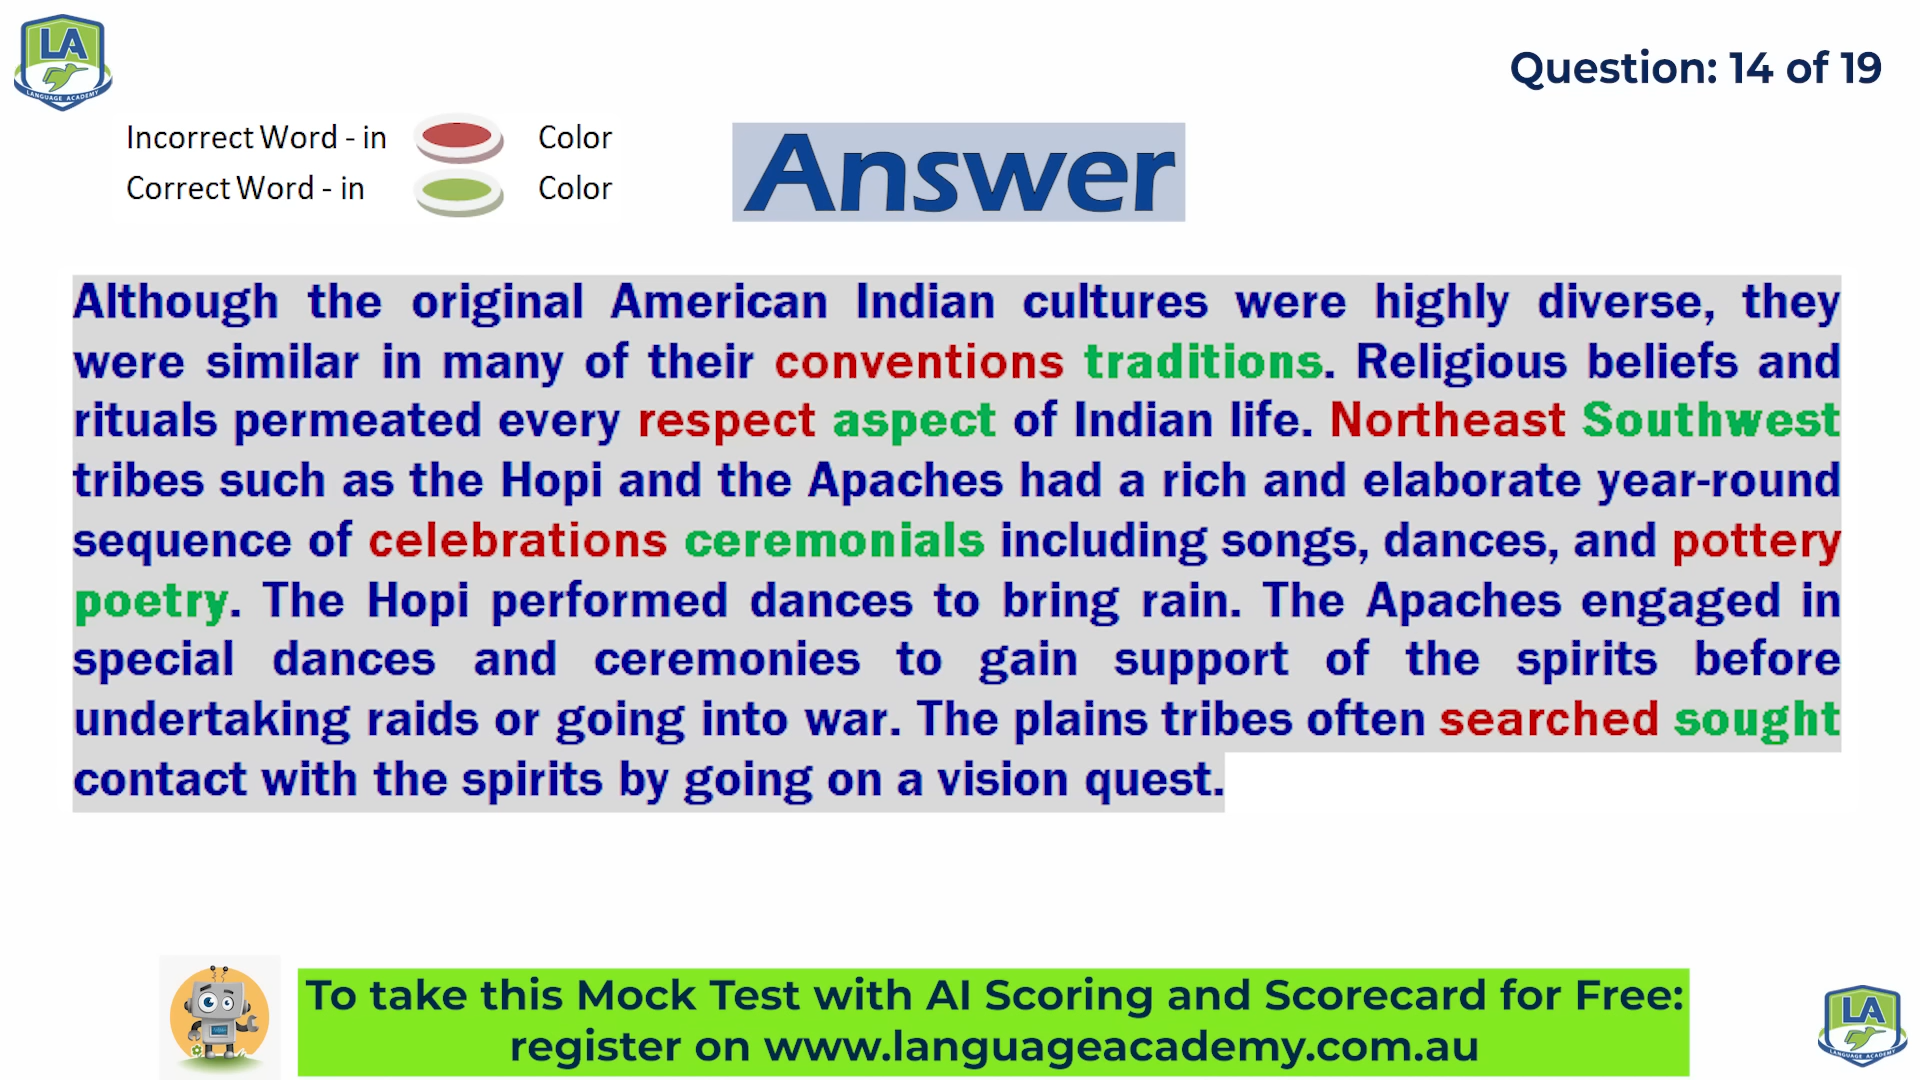 LA
LANGUAGE ACADEMY
Question: 14 of 19
Incorrect Word - in Color
Correct Word - in Color
Answer
Although the original American Indian cultures were highly diverse, they
were similar in many of their conventions traditions. Religious beliefs and
rituals permeated every respect aspect of Indian life. Northeast Southwest
tribes such as the Hopi and the Apaches had a rich and elaborate year-round
sequence of celebrations ceremonials including songs, dances, and pottery
poetry. The Hopi performed dances to bring rain. The Apaches engaged in
special dances and ceremonies to gain support of the spirits before
undertaking raids or going into war. The plains tribes often searched sought
contact with the spirits by going on a vision quest.
To take this Mock Test with AI Scoring and Scorecard for Free:
register on www.languageacademy.com.au
LA
LANGUAGE ACADEMY